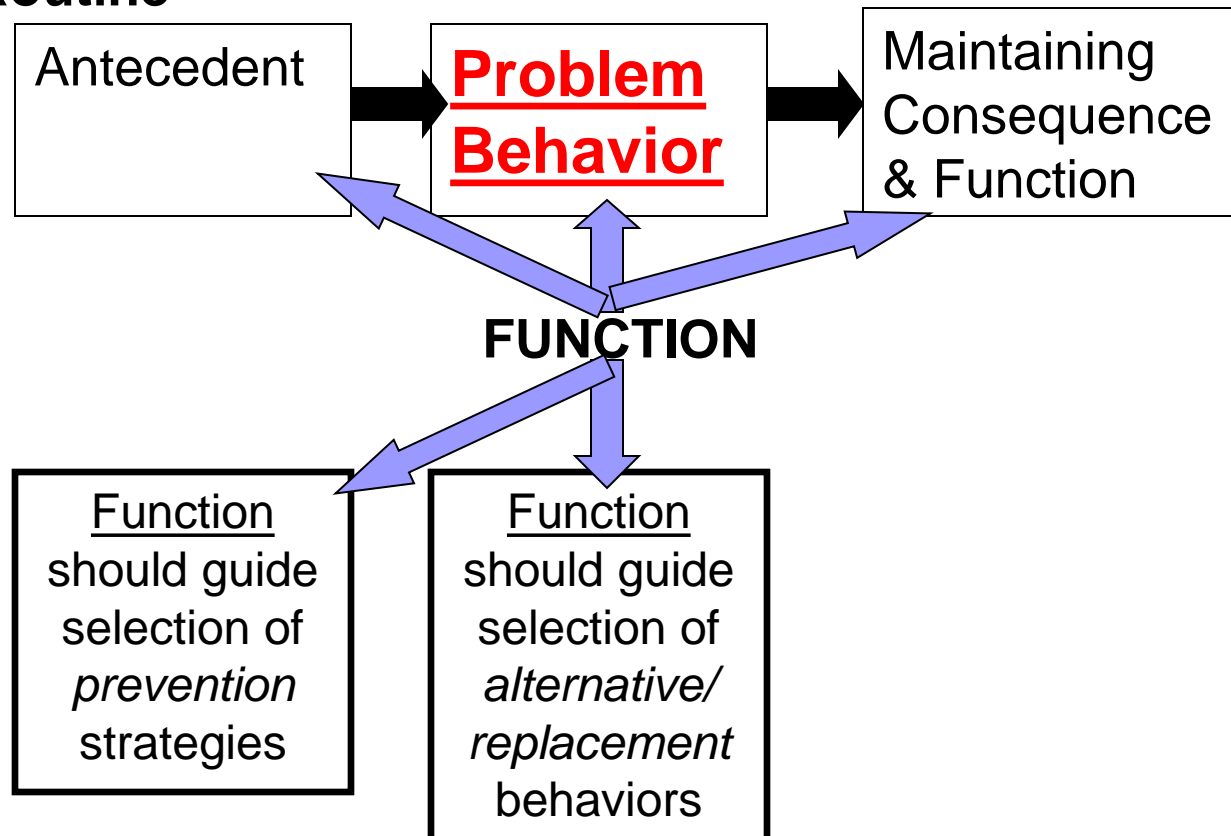 Antecedent
Problem
Behavior
Maintaining
Consequence
& Function
FUNCTION
Function
should guide
selection of
prevention
strategies
Function
should guide
selection of
alternative/
replacement
behaviors